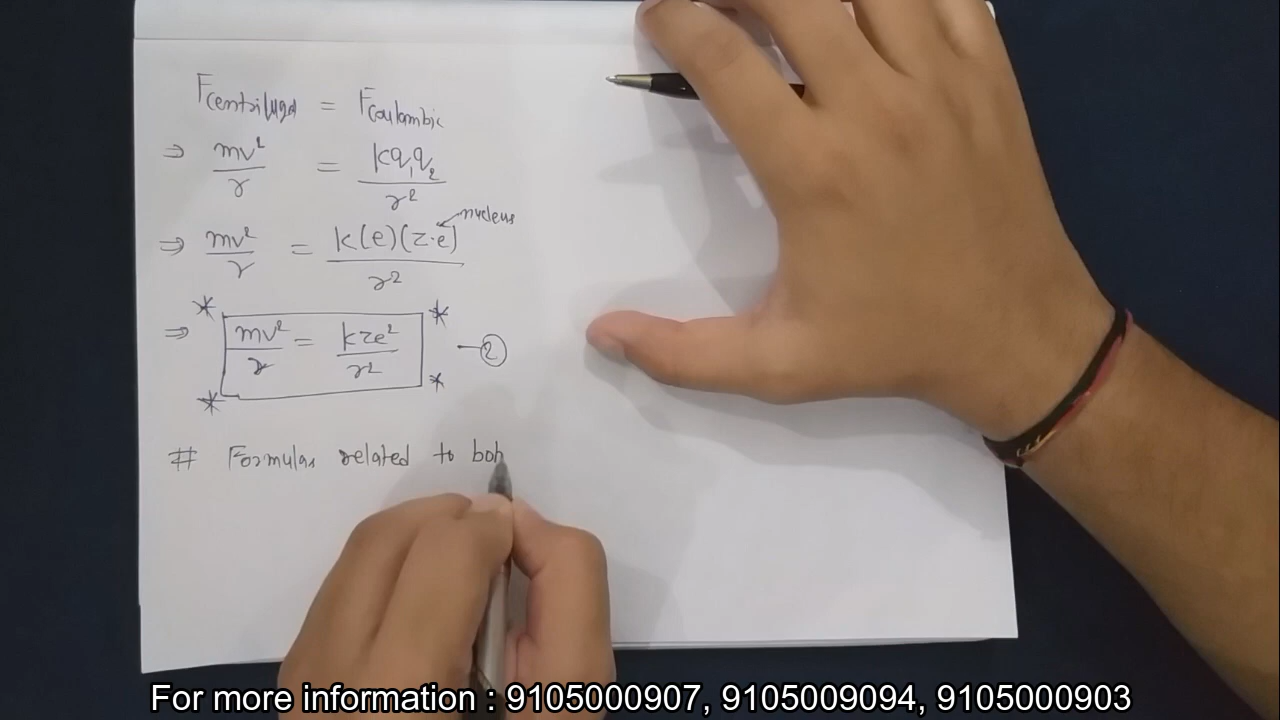 Fcentrifugal = Fcoulambic
⇒ mv²/r = kq₁q₂/r²
nucleus
⇒ mv²/r = k(e)(z·e)/r²
⇒ mv²/r = kze²/r² —②
# Formulas related to boh
For more information : 9105000907, 9105009094, 9105000903